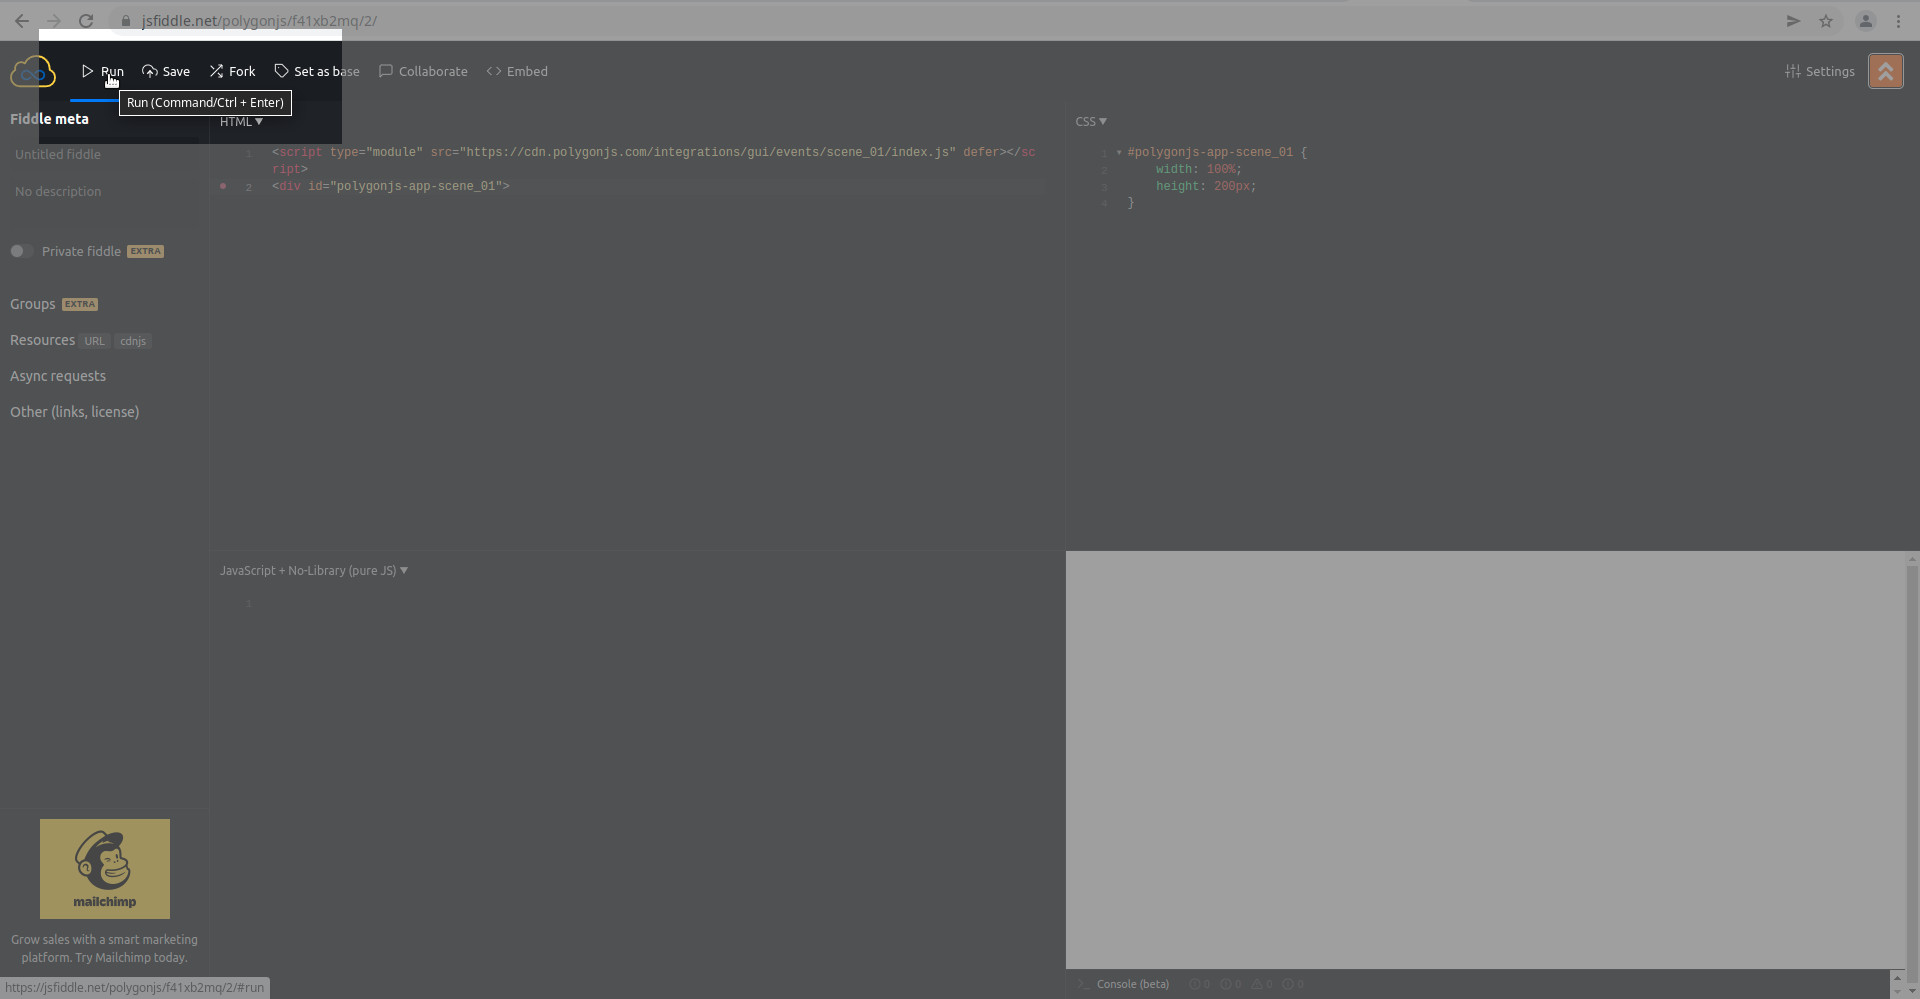 jsfiddle.net/polygonjs/f41xb2mq/2/
Run
Save
Fork
Set as base
Collaborate
Embed
Settings
Run (Command/Ctrl + Enter)
Fiddle meta
Untitled fiddle
No description
Private fiddle EXTRA
Groups EXTRA
Resources URL cdnjs
Async requests
Other (links, license)
HTML ▼
1 <script type="module" src="https://cdn.polygonjs.com/integrations/gui/events/scene_01/index.js" defer></sc
ript>
2 <div id="polygonjs-app-scene_01">
CSS ▼
1 ▾ #polygonjs-app-scene_01 {
2 width: 100%;
3 height: 200px;
4 }
JavaScript + No-Library (pure JS) ▼
1
mailchimp
Grow sales with a smart marketing
platform. Try Mailchimp today.
https://jsfiddle.net/polygonjs/f41xb2mq/2/#run
>_ Console (beta) 0 0 0 0